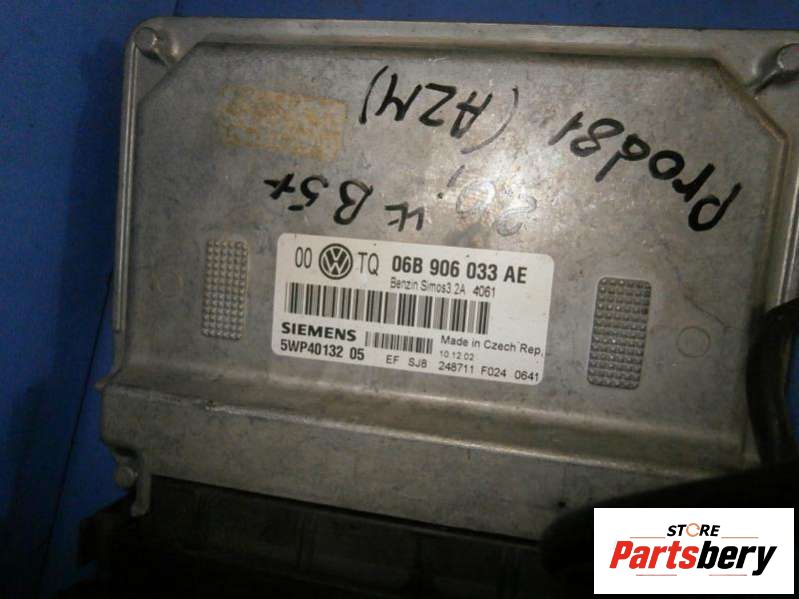 Prod81 (AZM)
2.0i
B5+
00 TQ 06B 906 033 AE
Benzin Simos3.2A 4061
SIEMENS
5WP40132 05
Made in Czech Rep.
10.12.02
EF SJ8 248711 F024 0641
STORE
Partsbery